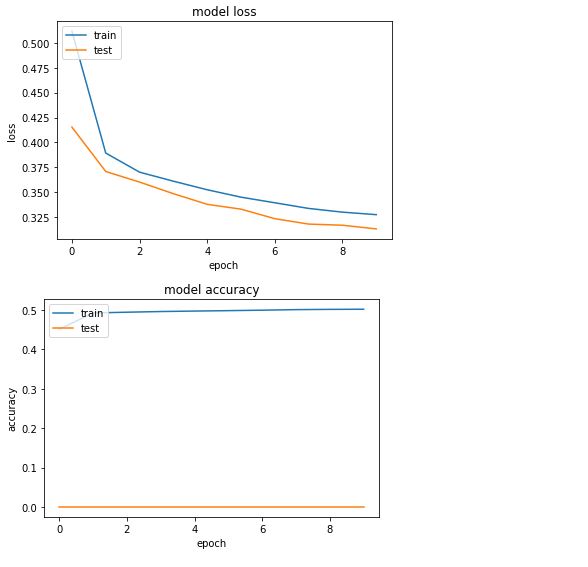 model loss
train
test
0.500
0.475
0.450
0.425
0.400
0.375
0.350
0.325
loss
0 2 4 6 8
epoch
model accuracy
train
test
0.5
0.4
0.3
0.2
0.1
0.0
accuracy
0 2 4 6 8
epoch